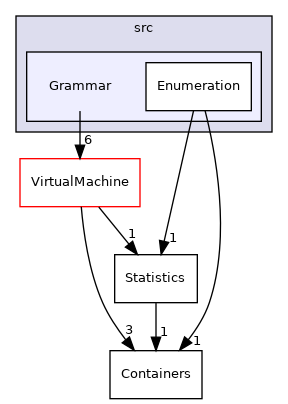 src
Grammar
Enumeration
6
VirtualMachine
1
1
Statistics
3
1
1
Containers